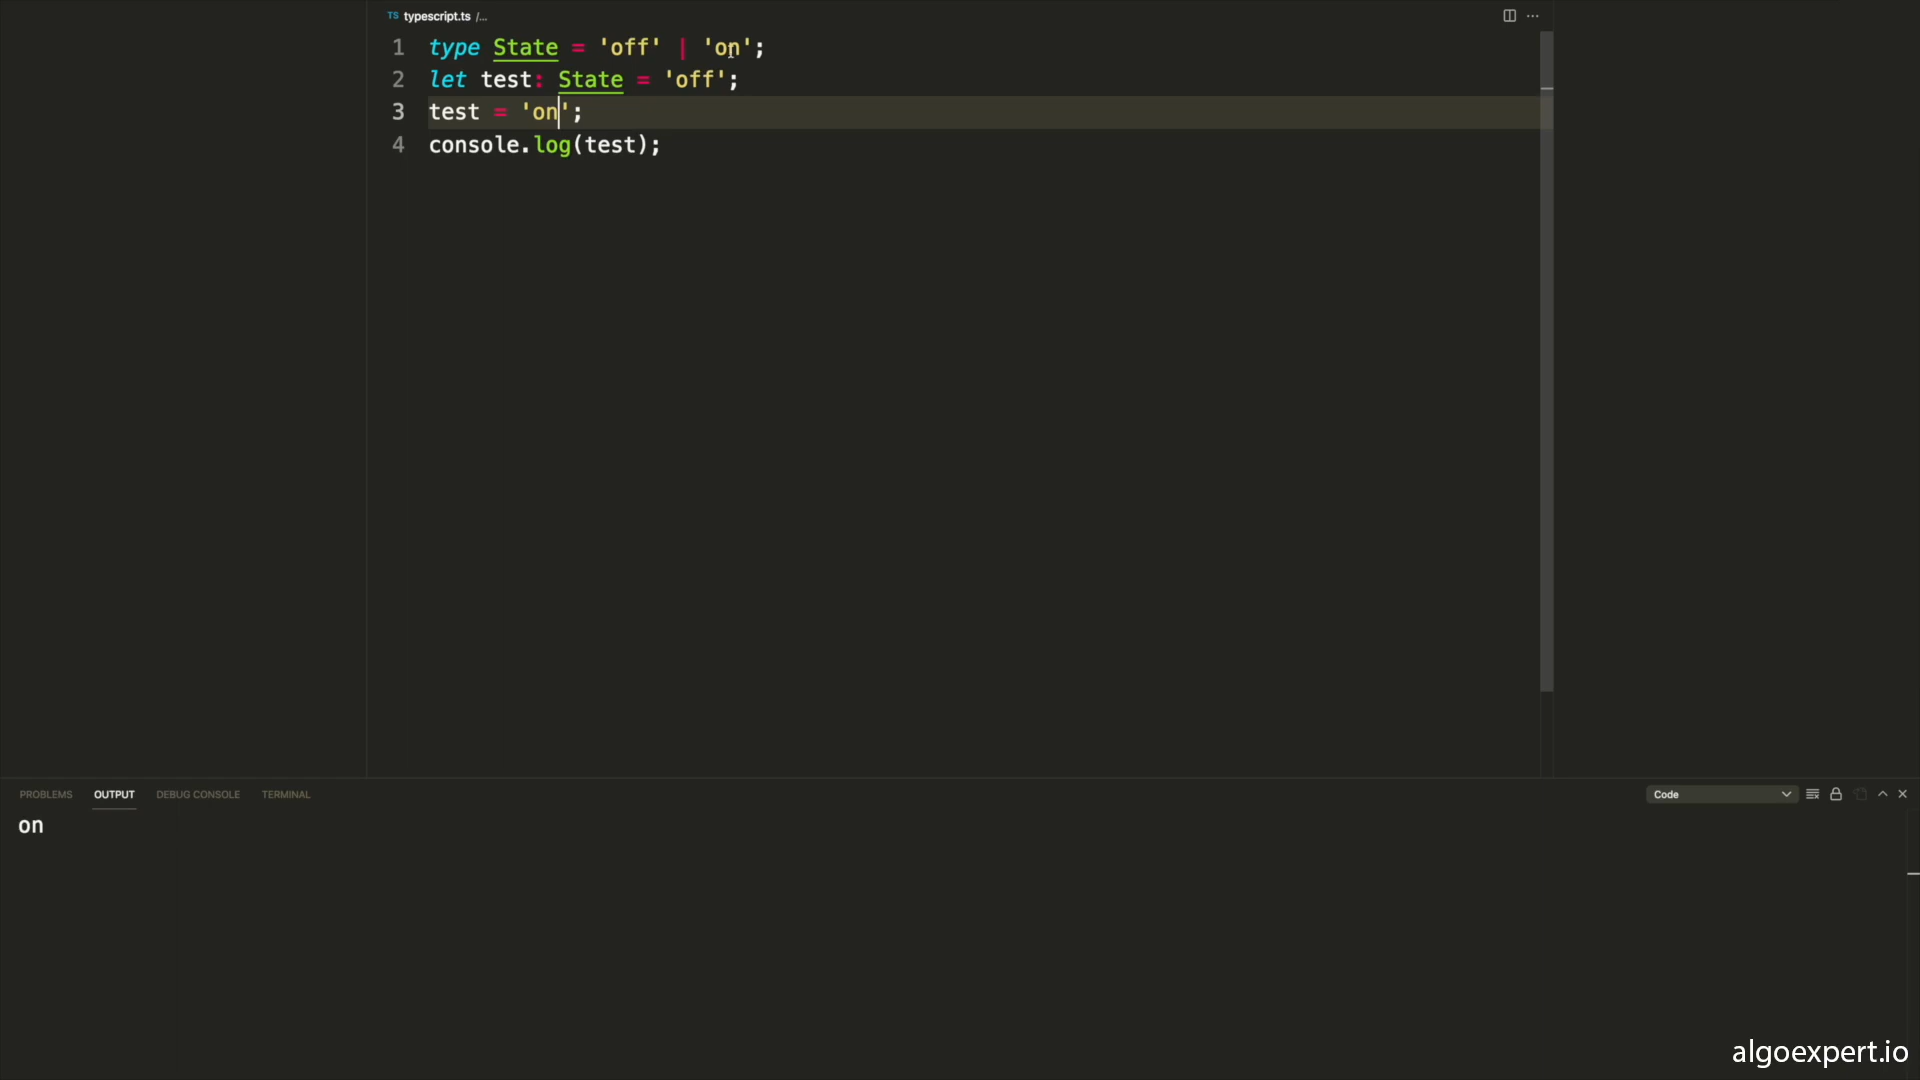 TS typescript.ts /...
1 type State = 'off' | 'on';
2 let test: State = 'off';
3 test = 'on';
4 console.log(test);
PROBLEMS OUTPUT DEBUG CONSOLE TERMINAL Code
on
algoexpert.io